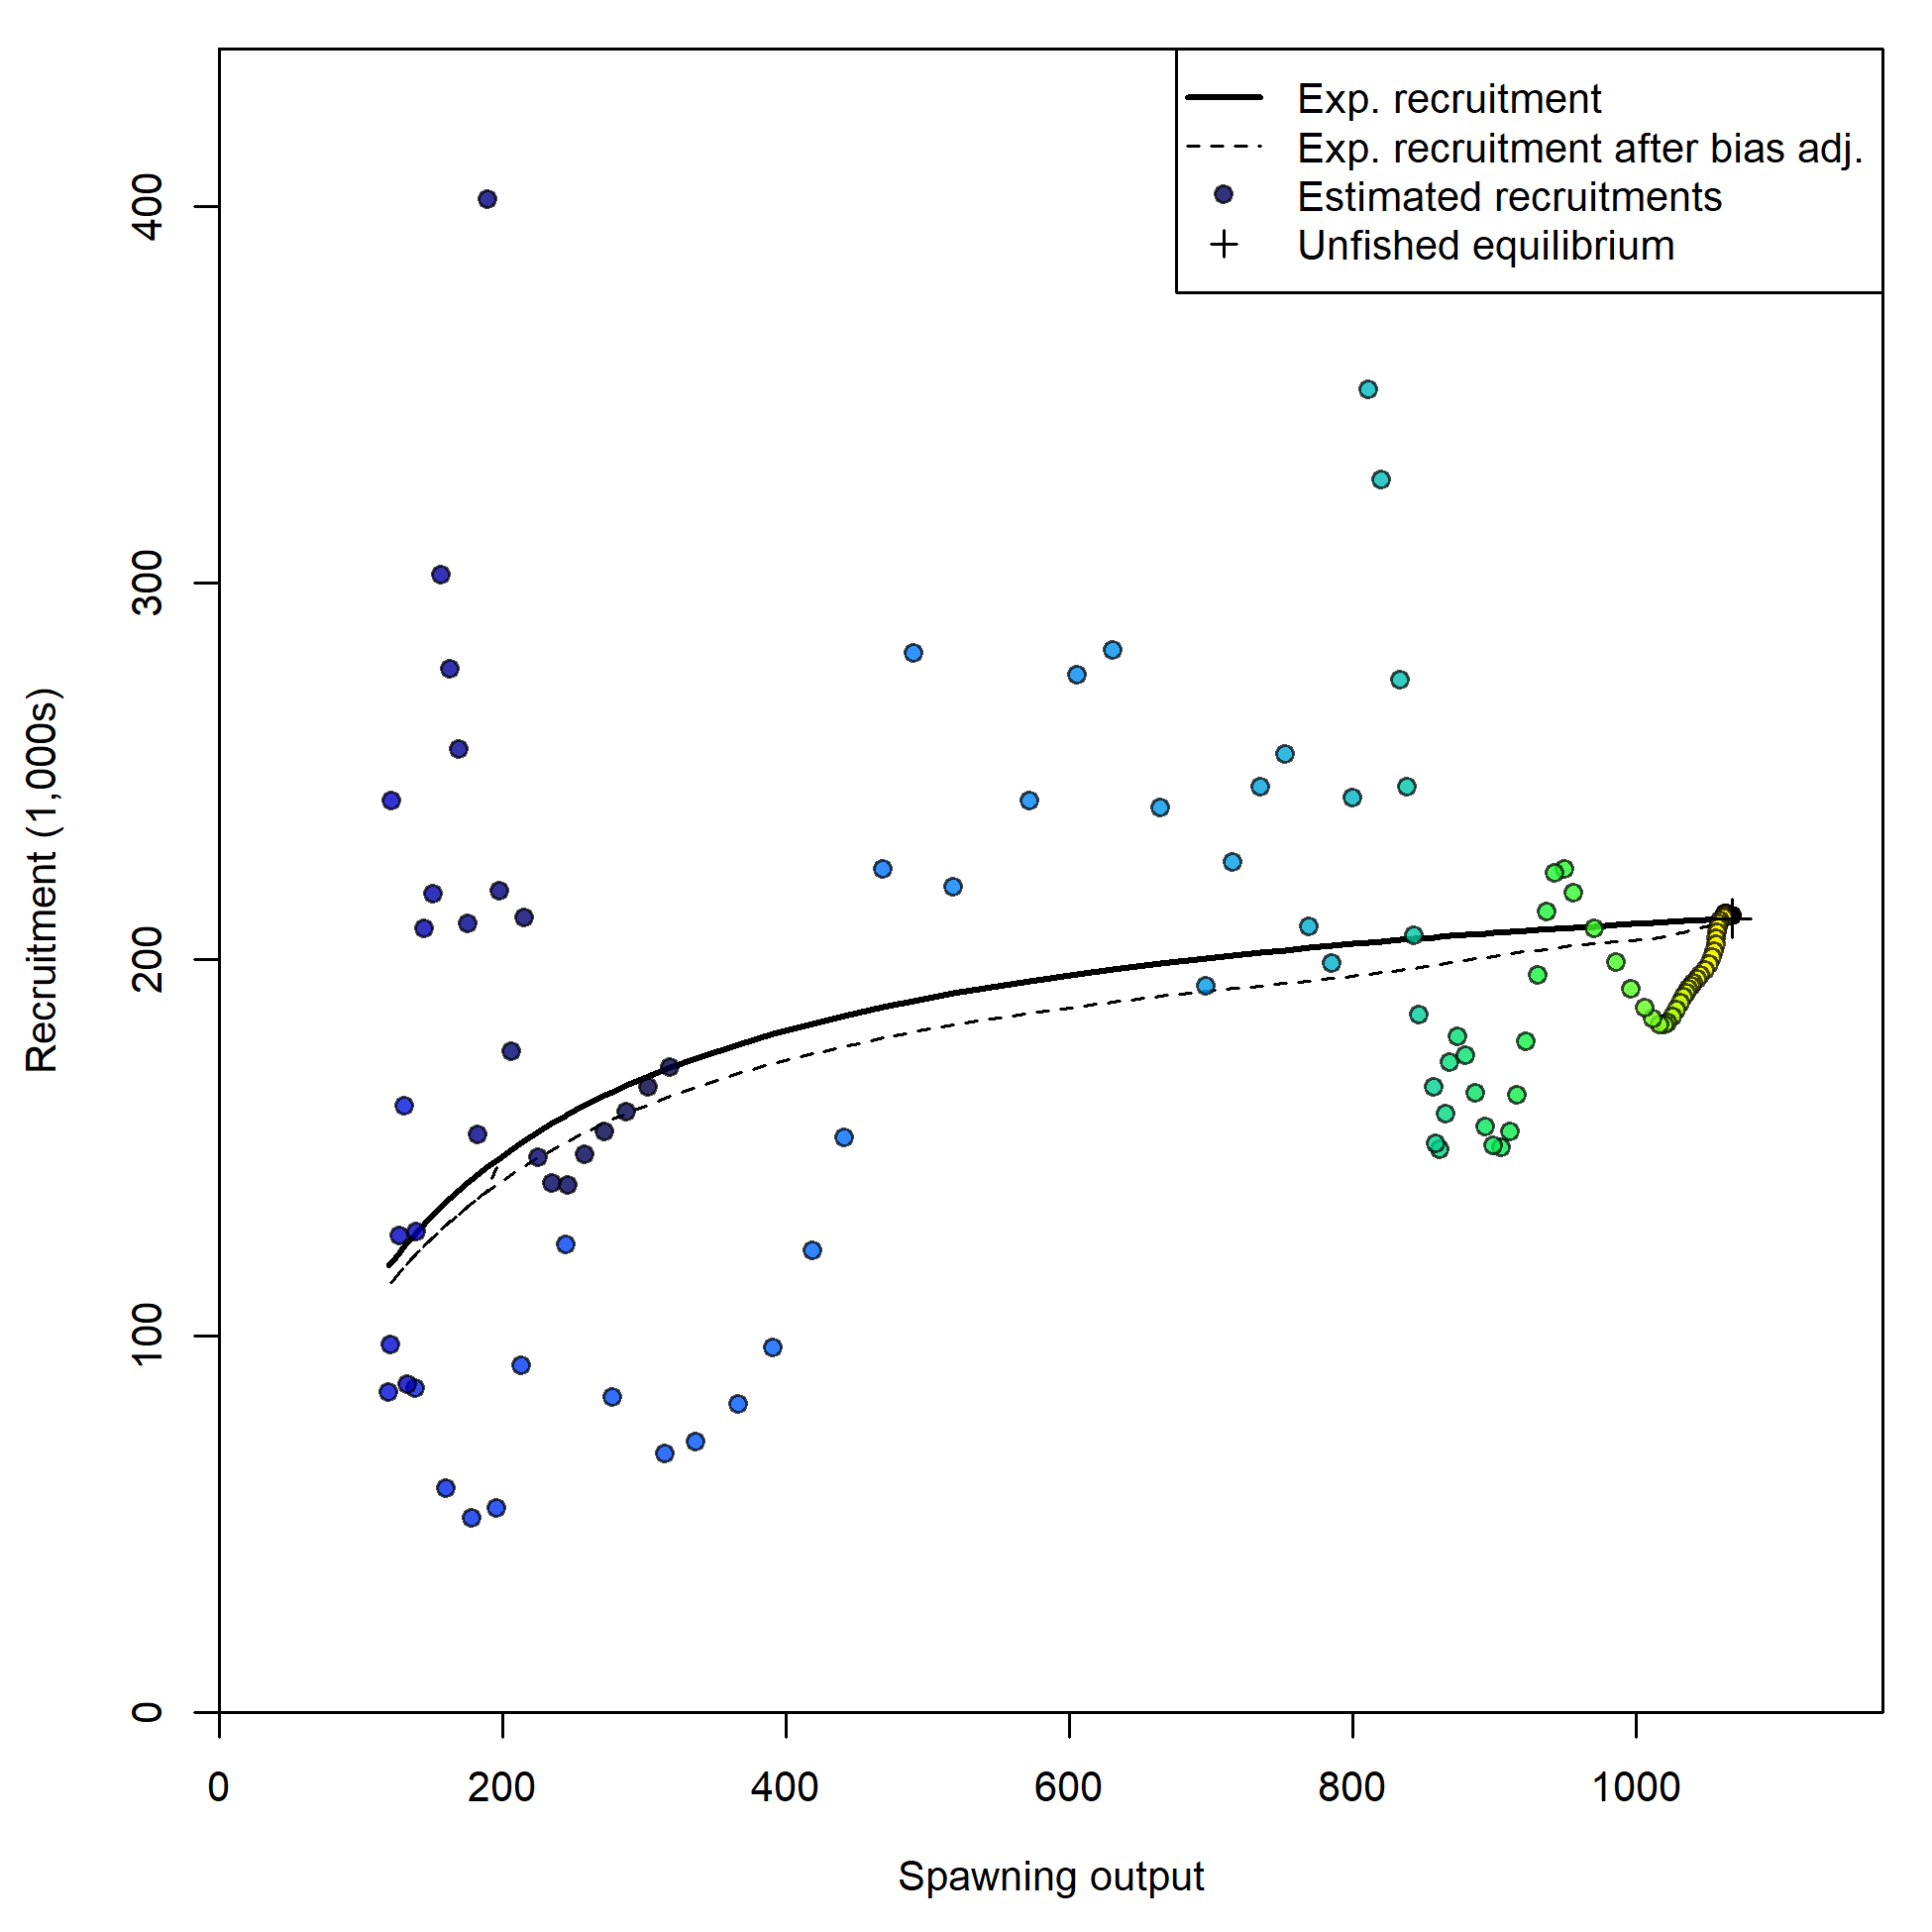 Exp. recruitment
Exp. recruitment after bias adj.
Estimated recruitments
Unfished equilibrium
400
300
200
100
0
Recruitment (1,000s)
0 200 400 600 800 1000
Spawning output